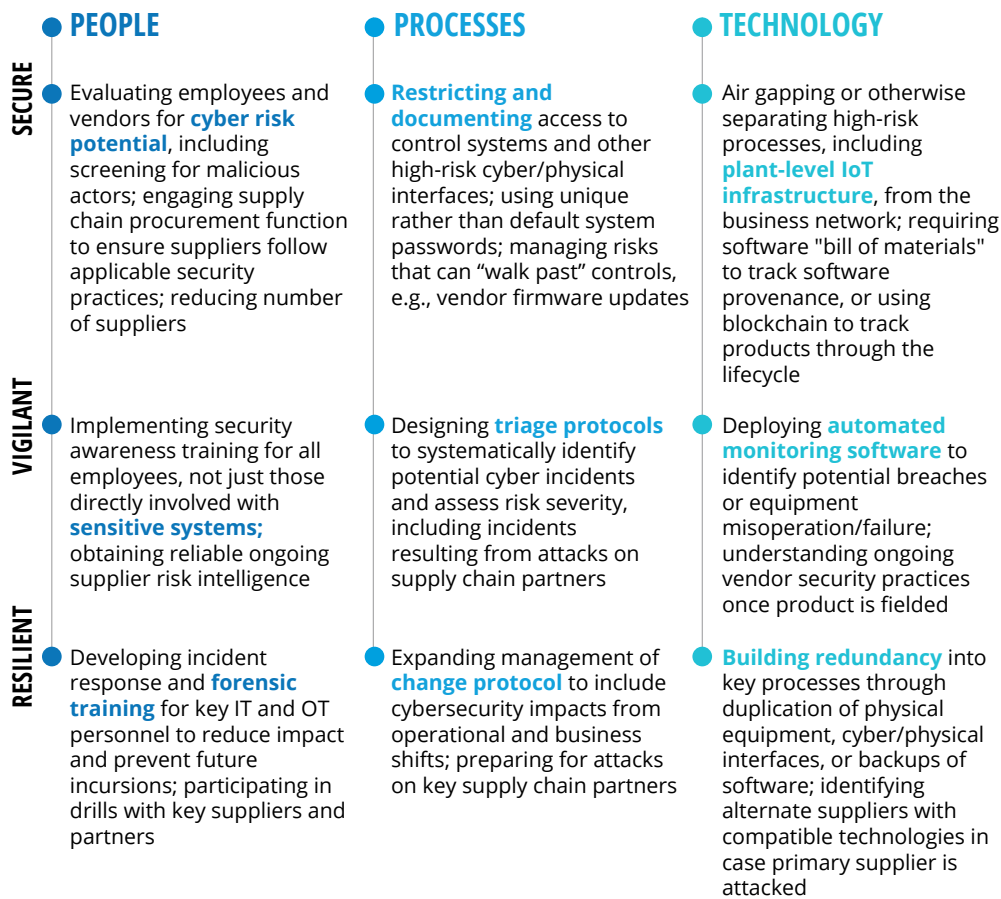 PEOPLE
PROCESSES
TECHNOLOGY
SECURE
Evaluating employees and
vendors for cyber risk
potential, including
screening for malicious
actors; engaging supply
chain procurement function
to ensure suppliers follow
applicable security
practices; reducing number
of suppliers
Restricting and
documenting access to
control systems and other
high-risk cyber/physical
interfaces; using unique
rather than default system
passwords; managing risks
that can “walk past” controls,
e.g., vendor firmware updates
Air gapping or otherwise
separating high-risk
processes, including
plant-level IoT
infrastructure, from the
business network; requiring
software "bill of materials"
to track software
provenance, or using
blockchain to track
products through the
lifecycle
VIGILANT
Implementing security
awareness training for all
employees, not just those
directly involved with
sensitive systems;
obtaining reliable ongoing
supplier risk intelligence
Designing triage protocols
to systematically identify
potential cyber incidents
and assess risk severity,
including incidents
resulting from attacks on
supply chain partners
Deploying automated
monitoring software to
identify potential breaches
or equipment
misoperation/failure;
understanding ongoing
vendor security practices
once product is fielded
RESILIENT
Developing incident
response and forensic
training for key IT and OT
personnel to reduce impact
and prevent future
incursions; participating in
drills with key suppliers and
partners
Expanding management of
change protocol to include
cybersecurity impacts from
operational and business
shifts; preparing for attacks
on key supply chain partners
Building redundancy into
key processes through
duplication of physical
equipment, cyber/physical
interfaces, or backups of
software; identifying
alternate suppliers with
compatible technologies in
case primary supplier is
attacked